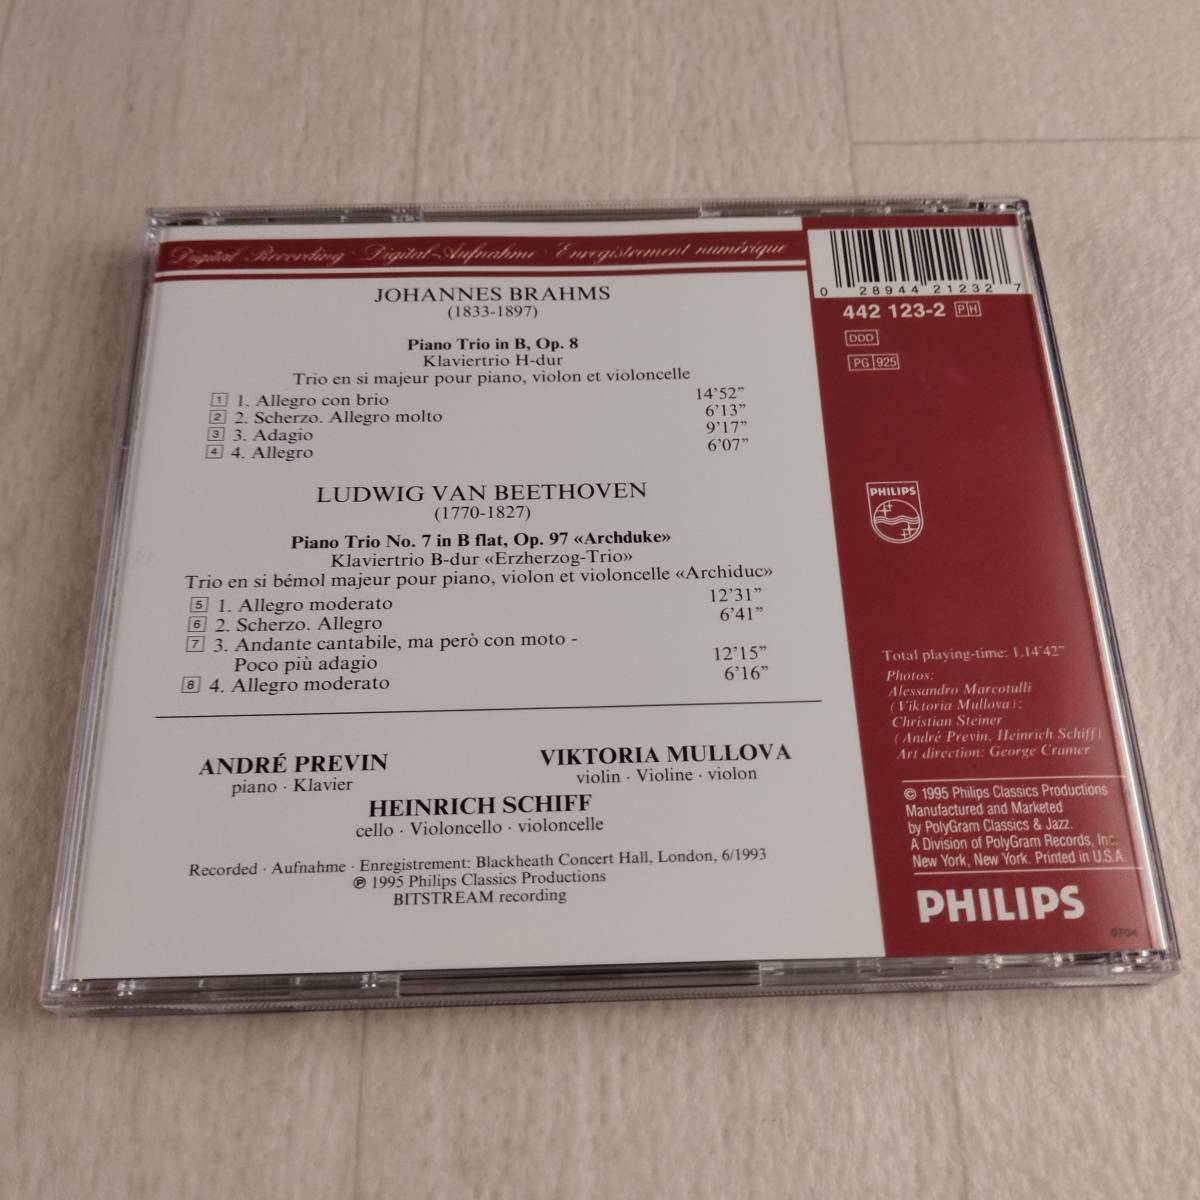 Digital Recording · Digital-Aufnahme · Enregistrement numérique
JOHANNES BRAHMS
(1833-1897)
Piano Trio in B, Op. 8
Klaviertrio H-dur
Trio en si majeur pour piano, violon et violoncelle
1 1. Allegro con brio 14’52”
2 2. Scherzo. Allegro molto 6’13”
3 3. Adagio 9’17”
4 4. Allegro 6’07”
LUDWIG VAN BEETHOVEN
(1770-1827)
Piano Trio No. 7 in B flat, Op. 97 «Archduke»
Klaviertrio B-dur «Erzherzog-Trio»
Trio en si bémol majeur pour piano, violon et violoncelle «Archiduc»
5 1. Allegro moderato 12’31”
6 2. Scherzo. Allegro 6’41”
7 3. Andante cantabile, ma però con moto -
Poco più adagio 12’15”
8 4. Allegro moderato 6’16”
ANDRÉ PREVIN
piano · Klavier
VIKTORIA MULLOVA
violin · Violine · violon
HEINRICH SCHIFF
cello · Violoncello · violoncelle
Recorded · Aufnahme · Enregistrement: Blackheath Concert Hall, London, 6/1993
℗ 1995 Philips Classics Productions
BITSTREAM recording
0 28944 21232 7
442 123-2 PH
DDD
PG 925
PHILIPS
Total playing-time: 1.14’42”
Photos:
Alessandro Marcotulli
(Viktoria Mullova);
Christian Steiner
(André Previn, Heinrich Schiff)
Art direction: George Cramer
© 1995 Philips Classics Productions
Manufactured and Marketed
by PolyGram Classics & Jazz.
A Division of PolyGram Records, Inc.
New York, New York. Printed in U.S.A.
PHILIPS